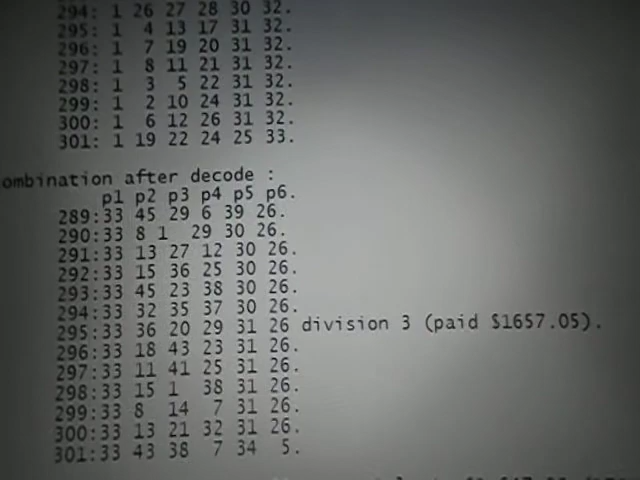 294: 1 26 27 28 30 32.
295: 1 4 13 17 31 32.
296: 1 7 19 20 31 32.
297: 1 8 11 21 31 32.
298: 1 3 5 22 31 32.
299: 1 2 10 24 31 32.
300: 1 6 12 26 31 32.
301: 1 19 22 24 25 33.
ombination after decode :
p1 p2 p3 p4 p5 p6.
289:33 45 29 6 39 26.
290:33 8 1 29 30 26.
291:33 13 27 12 30 26.
292:33 15 36 25 30 26.
293:33 45 23 38 30 26.
294:33 32 35 37 30 26.
295:33 36 20 29 31 26 division 3 (paid $1657.05).
296:33 18 43 23 31 26.
297:33 11 41 25 31 26.
298:33 15 1 38 31 26.
299:33 8 14 7 31 26.
300:33 13 21 32 31 26.
301:33 43 38 7 34 5.